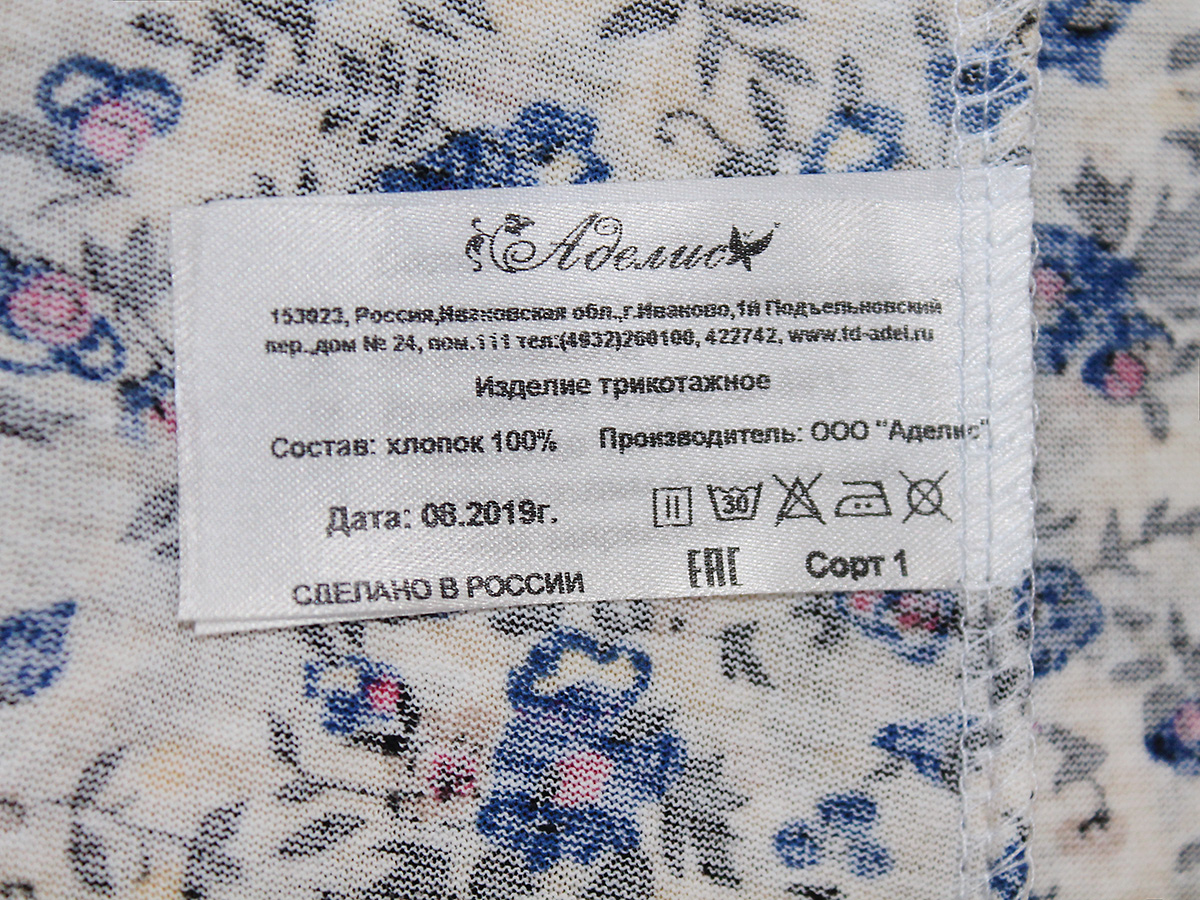 Аделис
153023, Россия,Ивановская обл.,г.Иваново,1й Подъельновский
пер.,дом № 24, пом.111 тел:(4932)260100, 422742, www.td-adel.ru
Изделие трикотажное
Состав: хлопок 100% Производитель: ООО "Аделис"
Дата: 08.2019г. 30
СДЕЛАНО В РОССИИ ЕАС Сорт 1